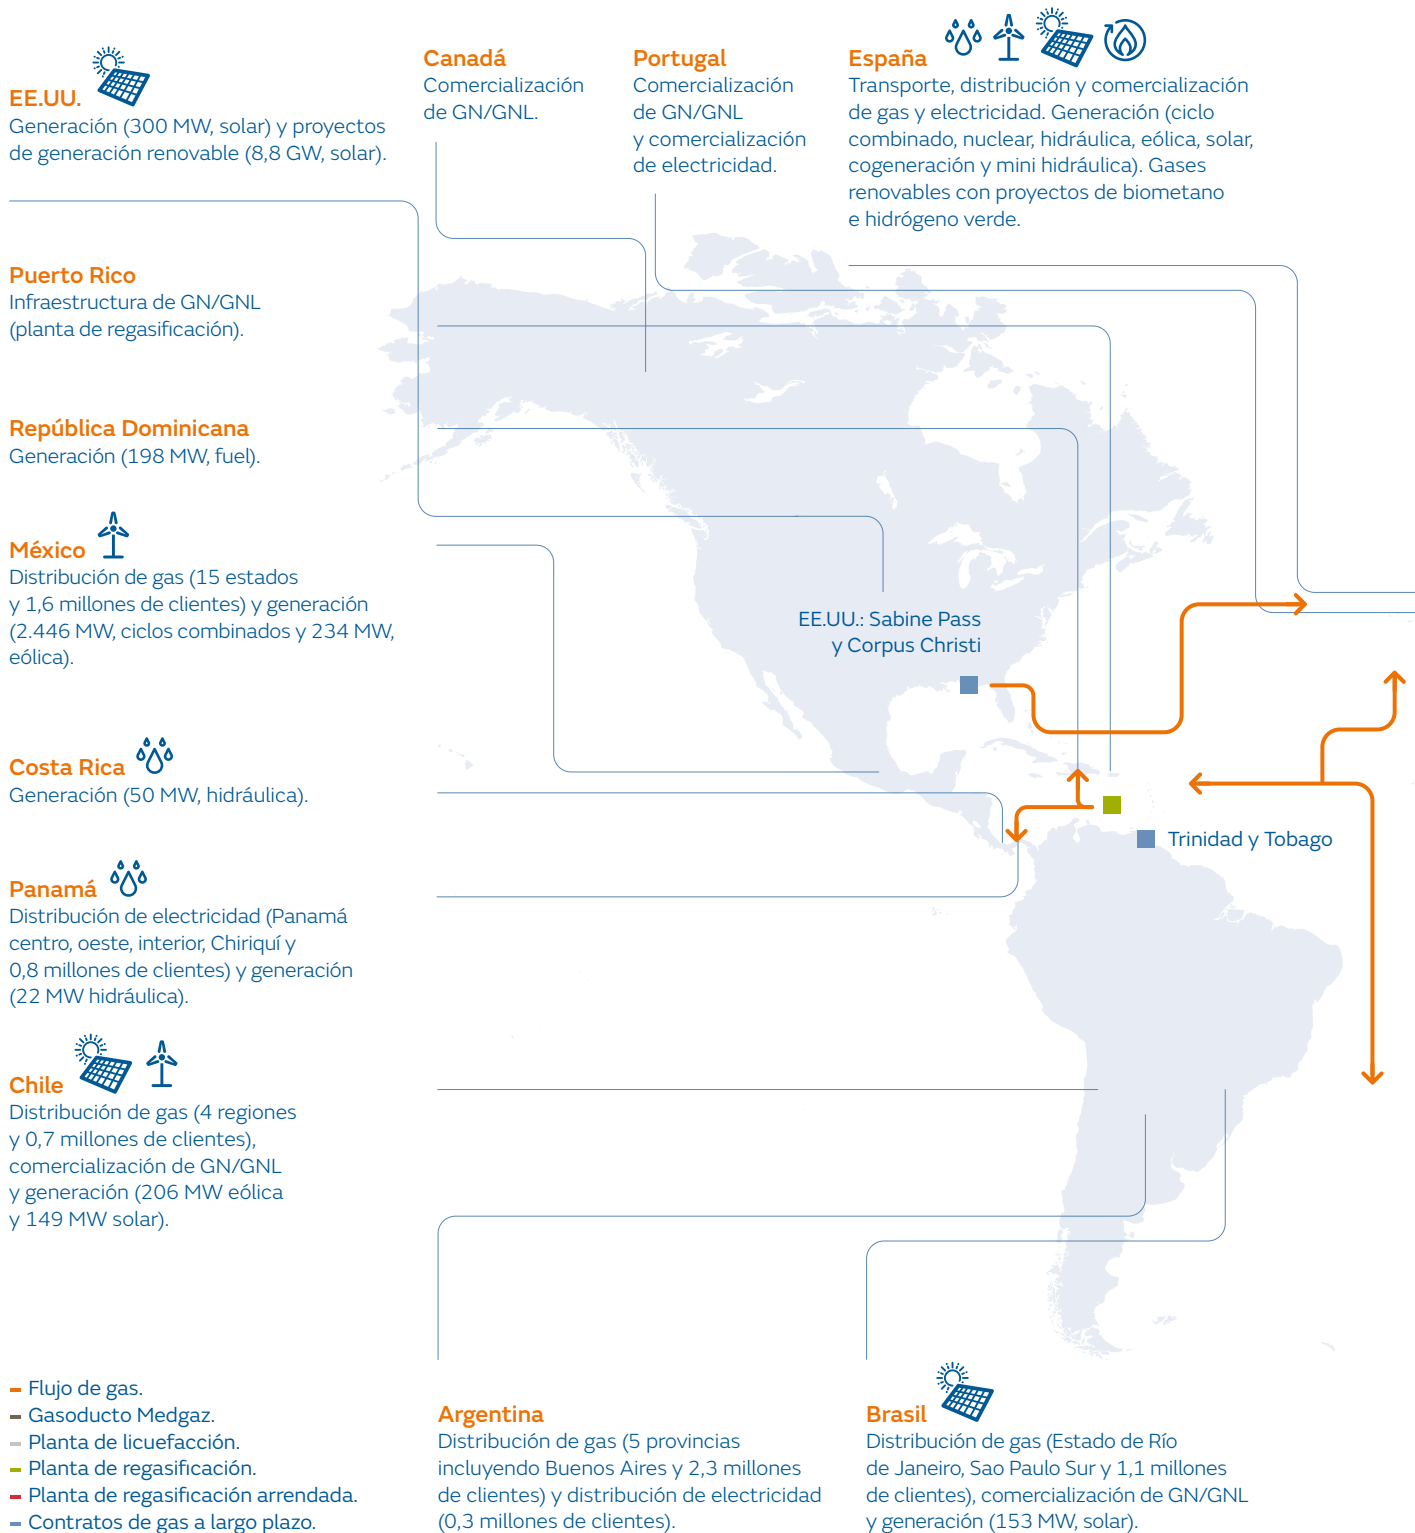 EE.UU.
Generación (300 MW, solar) y proyectos
de generación renovable (8,8 GW, solar).
Canadá
Comercialización
de GN/GNL.
Portugal
Comercialización
de GN/GNL
y comercialización
de electricidad.
España
Transporte, distribución y comercialización
de gas y electricidad. Generación (ciclo
combinado, nuclear, hidráulica, eólica, solar,
cogeneración y mini hidráulica). Gases
renovables con proyectos de biometano
e hidrógeno verde.
Puerto Rico
Infraestructura de GN/GNL
(planta de regasificación).
República Dominicana
Generación (198 MW, fuel).
México
Distribución de gas (15 estados
y 1,6 millones de clientes) y generación
(2.446 MW, ciclos combinados y 234 MW,
eólica).
EE.UU.: Sabine Pass
y Corpus Christi
Costa Rica
Generación (50 MW, hidráulica).
Trinidad y Tobago
Panamá
Distribución de electricidad (Panamá
centro, oeste, interior, Chiriquí y
0,8 millones de clientes) y generación
(22 MW hidráulica).
Chile
Distribución de gas (4 regiones
y 0,7 millones de clientes),
comercialización de GN/GNL
y generación (206 MW eólica
y 149 MW solar).
Flujo de gas.
Gasoducto Medgaz.
Planta de licuefacción.
Planta de regasificación.
Planta de regasificación arrendada.
Contratos de gas a largo plazo.
Argentina
Distribución de gas (5 provincias
incluyendo Buenos Aires y 2,3 millones
de clientes) y distribución de electricidad
(0,3 millones de clientes).
Brasil
Distribución de gas (Estado de Río
de Janeiro, Sao Paulo Sur y 1,1 millones
de clientes), comercialización de GN/GNL
y generación (153 MW, solar).